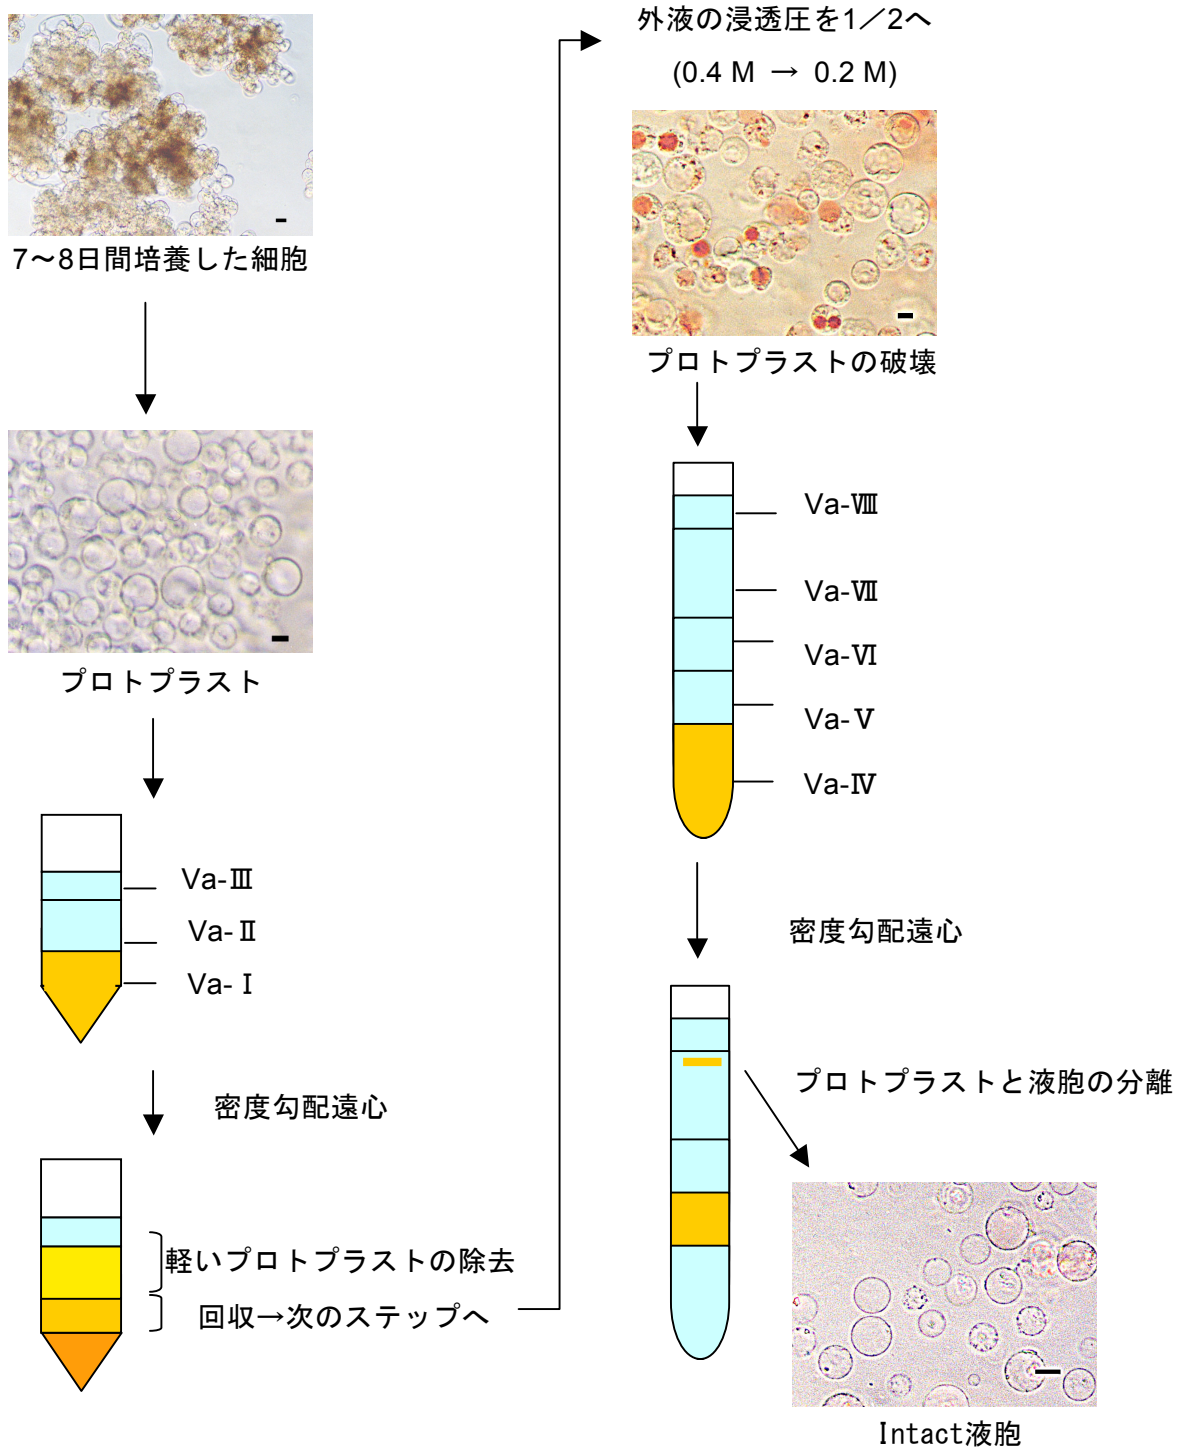 7～8日間培養した細胞
プロトプラスト
Va-Ⅲ
Va-Ⅱ
Va-Ⅰ
密度勾配遠心
軽いプロトプラストの除去
回収→次のステップへ
外液の浸透圧を1／2へ
(0.4 M → 0.2 M)
プロトプラストの破壊
Va-Ⅷ
Va-Ⅶ
Va-Ⅵ
Va-Ⅴ
Va-Ⅳ
密度勾配遠心
プロトプラストと液胞の分離
Intact液胞